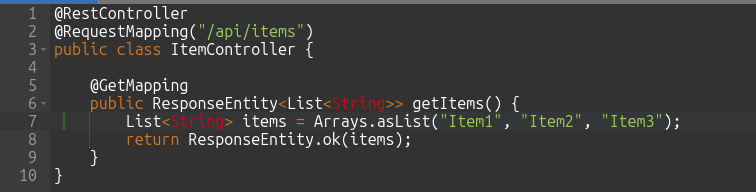 1 @RestController
2 @RequestMapping("/api/items")
3 public class ItemController {
4
5     @GetMapping
6     public ResponseEntity<List<String>> getItems() {
7         List<String> items = Arrays.asList("Item1", "Item2", "Item3");
8         return ResponseEntity.ok(items);
9     }
10 }